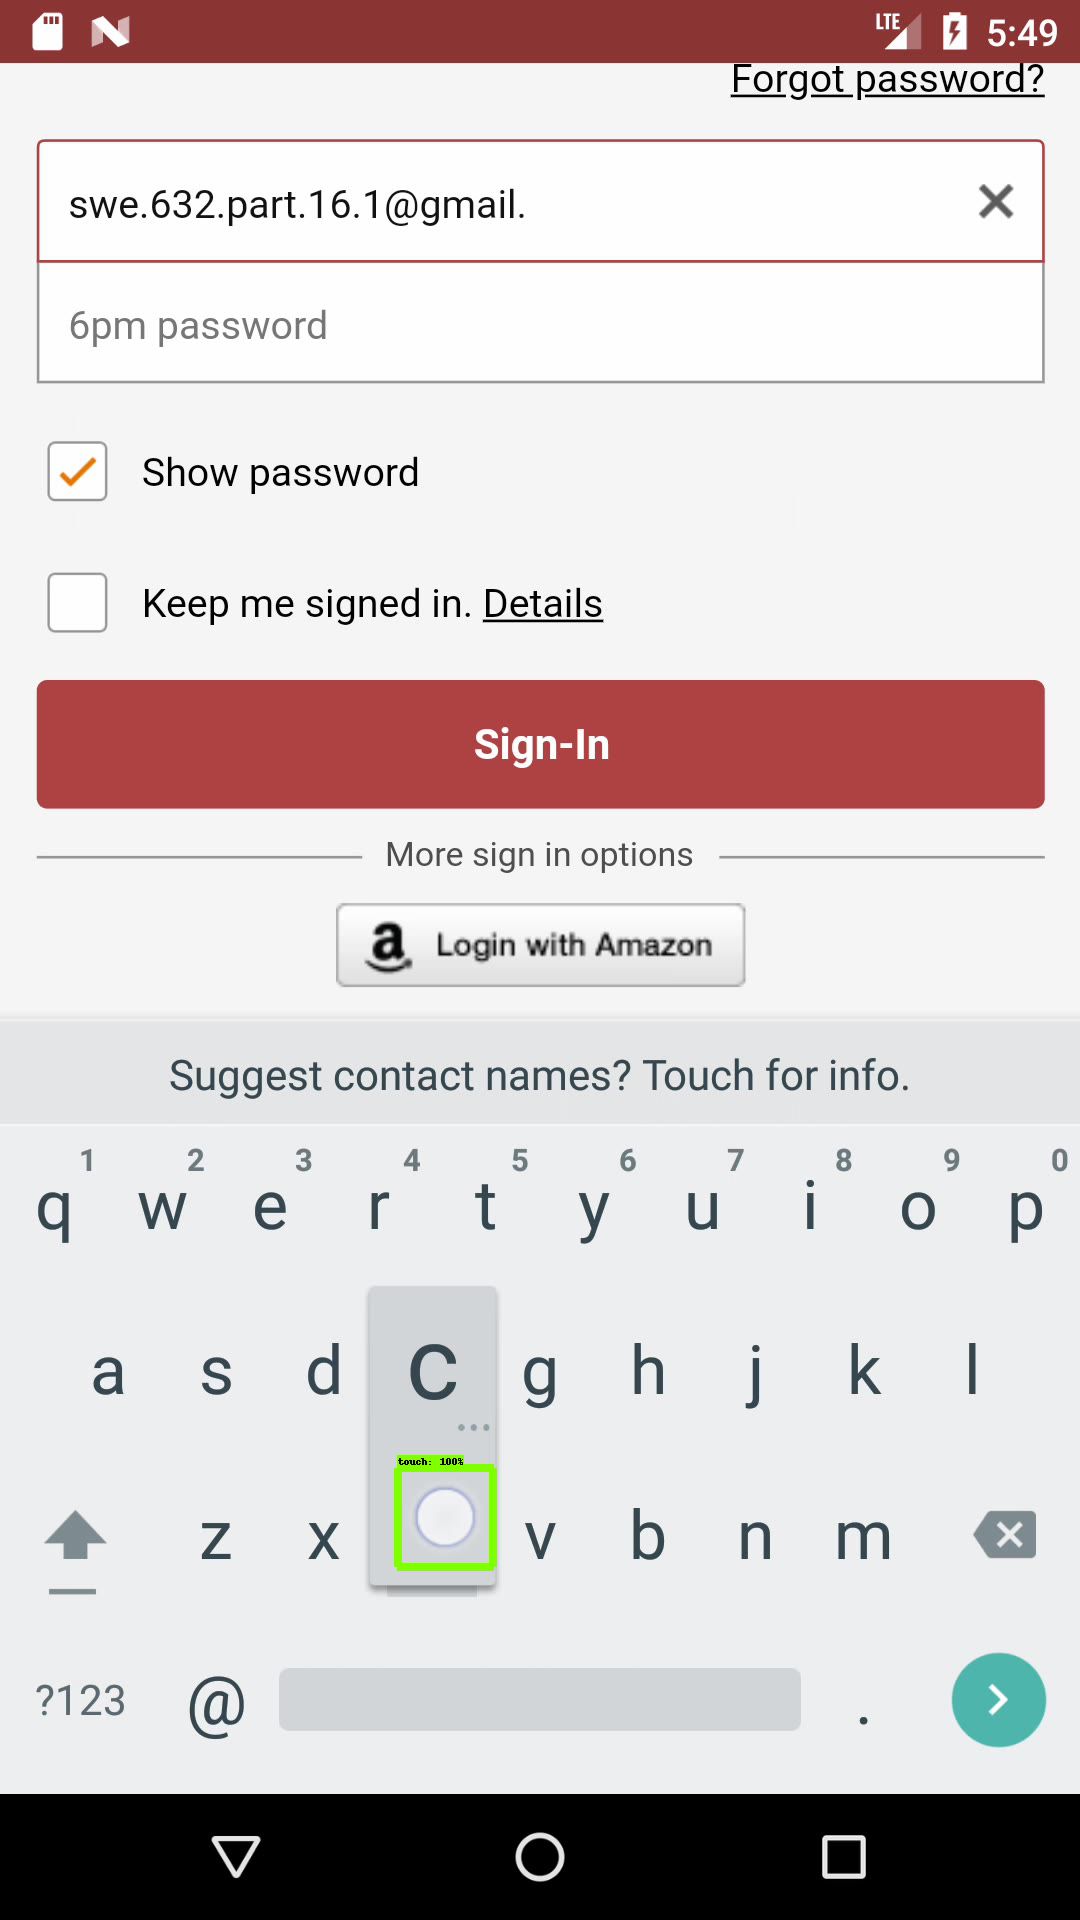 LTE 5:49
Forgot password?
swe.632.part.16.1@gmail.
6pm password
Show password
Keep me signed in. Details
Sign-In
More sign in options
a Login with Amazon
Suggest contact names? Touch for info.
1 2 3 4 5 6 7 8 9 0
q w e r t y u i o p
a s d c g h j k l
touch: 100%
z x v b n m
?123 @ .